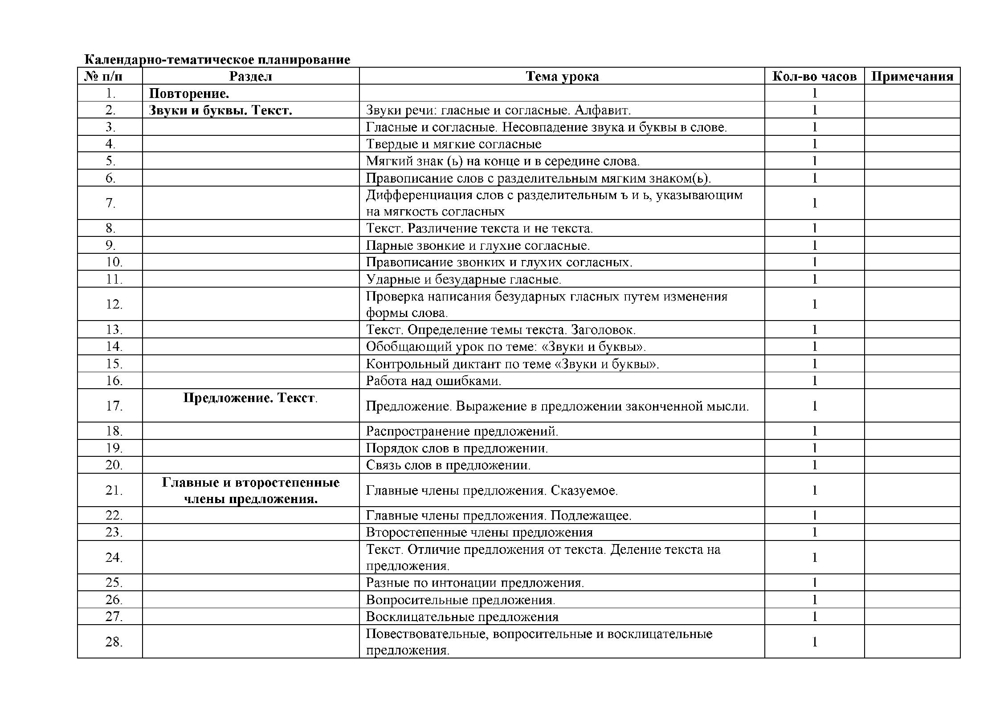 Календарно-тематическое планирование
№ п/п Раздел Тема урока Кол-во часов Примечания
1. Повторение. 1
2. Звуки и буквы. Текст. Звуки речи: гласные и согласные. Алфавит. 1
3. Гласные и согласные. Несовпадение звука и буквы в слове. 1
4. Твердые и мягкие согласные 1
5. Мягкий знак (ь) на конце и в середине слова. 1
6. Правописание слов с разделительным мягким знаком(ь). 1
7. Дифференциация слов с разделительным ъ и ь, указывающим
на мягкость согласных 1
8. Текст. Различение текста и не текста. 1
9. Парные звонкие и глухие согласные. 1
10. Правописание звонких и глухих согласных. 1
11. Ударные и безударные гласные. 1
12. Проверка написания безударных гласных путем изменения
формы слова. 1
13. Текст. Определение темы текста. Заголовок. 1
14. Обобщающий урок по теме: «Звуки и буквы». 1
15. Контрольный диктант по теме «Звуки и буквы». 1
16. Работа над ошибками. 1
17. Предложение. Текст. Предложение. Выражение в предложении законченной мысли. 1
18. Распространение предложений. 1
19. Порядок слов в предложении. 1
20. Связь слов в предложении. 1
21. Главные и второстепенные
члены предложения. Главные члены предложения. Сказуемое. 1
22. Главные члены предложения. Подлежащее. 1
23. Второстепенные члены предложения 1
24. Текст. Отличие предложения от текста. Деление текста на
предложения. 1
25. Разные по интонации предложения. 1
26. Вопросительные предложения. 1
27. Восклицательные предложения 1
28. Повествовательные, вопросительные и восклицательные
предложения. 1